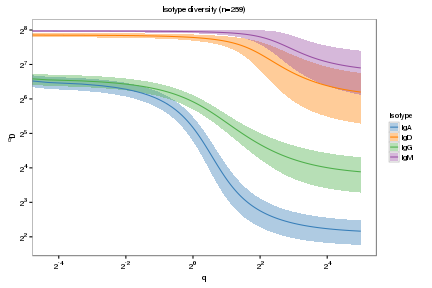 Isotype diversity (n=259)
2^8
2^7
2^6
2^5
2^4
2^3
2^2
qD
2^-4
2^-2
2^0
2^2
2^4
q
Isotype
IgA
IgD
IgG
IgM